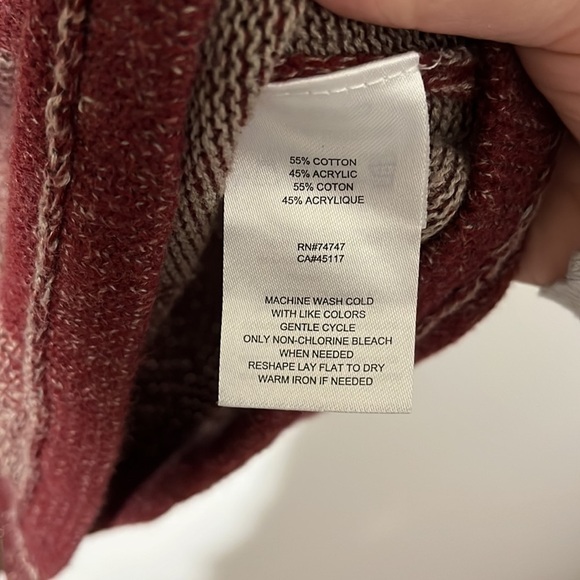 55% COTTON
45% ACRYLIC
55% COTON
45% ACRYLIQUE
RN#74747
CA#45117
MACHINE WASH COLD
WITH LIKE COLORS
GENTLE CYCLE
ONLY NON-CHLORINE BLEACH
WHEN NEEDED
RESHAPE LAY FLAT TO DRY
WARM IRON IF NEEDED